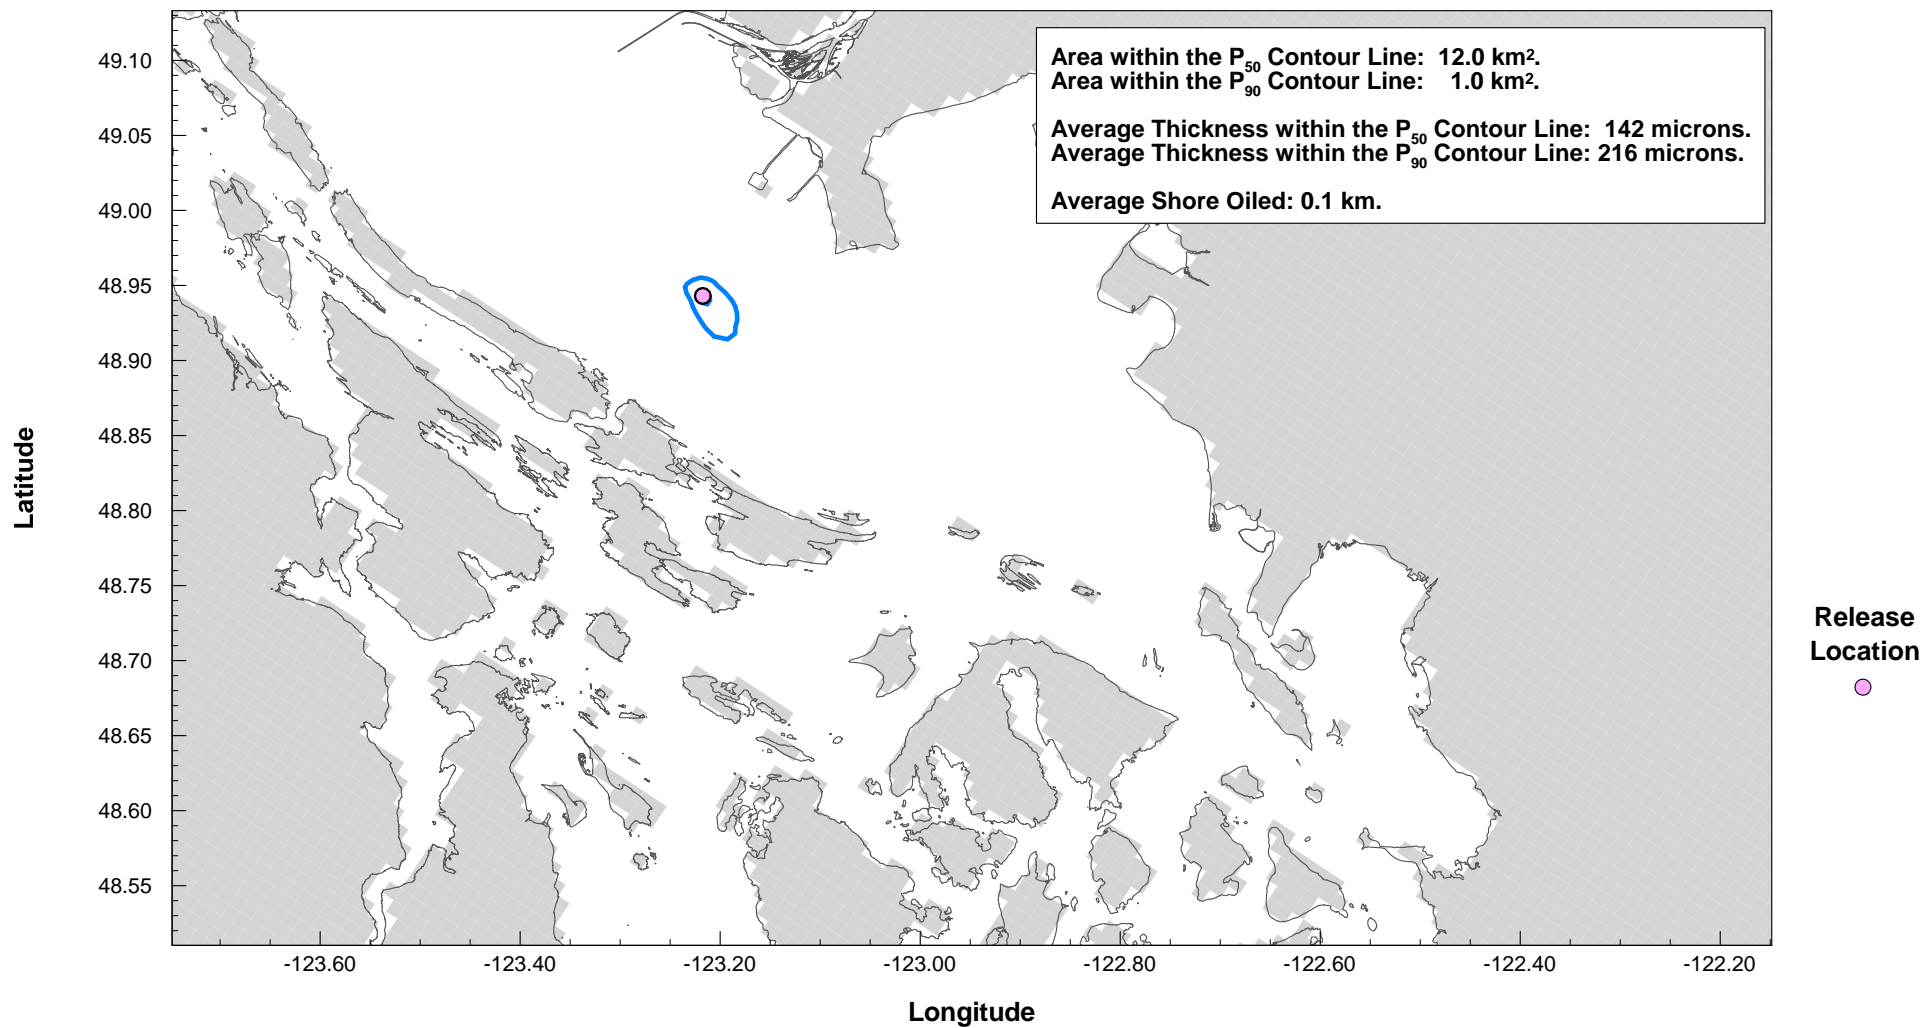 Area within the P50 Contour Line: 12.0 km².
Area within the P90 Contour Line: 1.0 km².
Average Thickness within the P50 Contour Line: 142 microns.
Average Thickness within the P90 Contour Line: 216 microns.
Average Shore Oiled: 0.1 km.
49.10
49.05
49.00
48.95
48.90
48.85
48.80
48.75
48.70
48.65
48.60
48.55
Latitude
-123.60
-123.40
-123.20
-123.00
-122.80
-122.60
-122.40
-122.20
Longitude
Release
Location